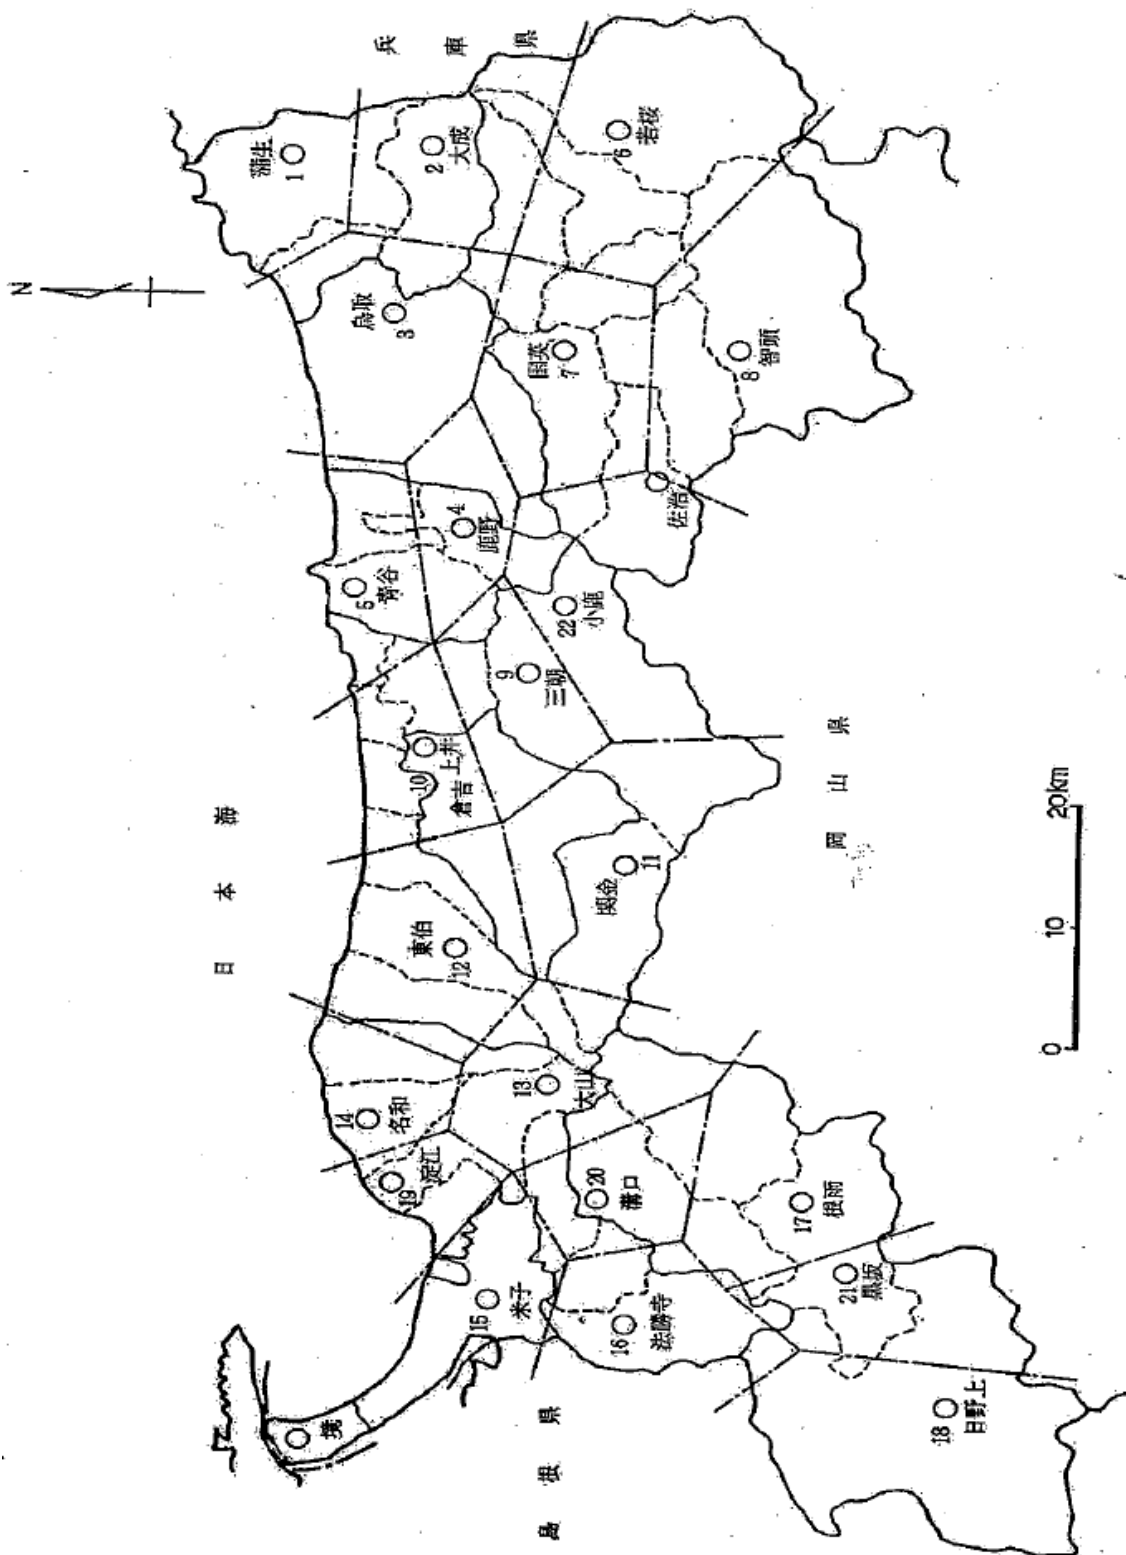 N
兵庫県
日本海
島根県
岡山県
蒲生
1
2
大成
鳥取
3
4
鹿野
5
青谷
6
若桜
国英
7
8
智頭
佐治
22
小鹿
9
三朝
10
上井
倉吉
関金
11
東伯
12
13
大山
14
名和
19
淀江
20
溝口
15
米子
16
法勝寺
17
根雨
21
黒坂
18
日野上
境
0 10 20km